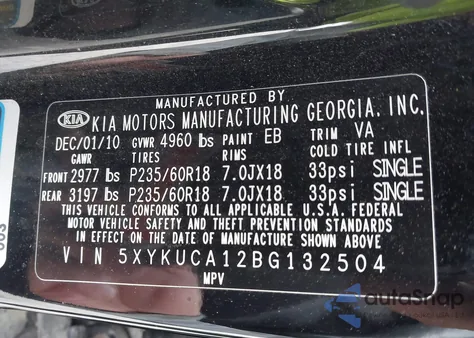 MANUFACTURED BY
KIA KIA MOTORS MANUFACTURING GEORGIA, INC.
DEC/01/10 GVWR 4960 lbs PAINT EB TRIM VA
GAWR TIRES RIMS COLD TIRE INFL
FRONT 2977 lbs P235/60R18 7.0JX18 33psi SINGLE
REAR 3197 lbs P235/60R18 7.0JX18 33psi SINGLE
THIS VEHICLE CONFORMS TO ALL APPLICABLE U.S.A. FEDERAL
MOTOR VEHICLE SAFETY AND THEFT PREVENTION STANDARDS
IN EFFECT ON THE DATE OF MANUFACTURE SHOWN ABOVE
VIN 5XYKUCA12BG132504
MPV
autoSnap